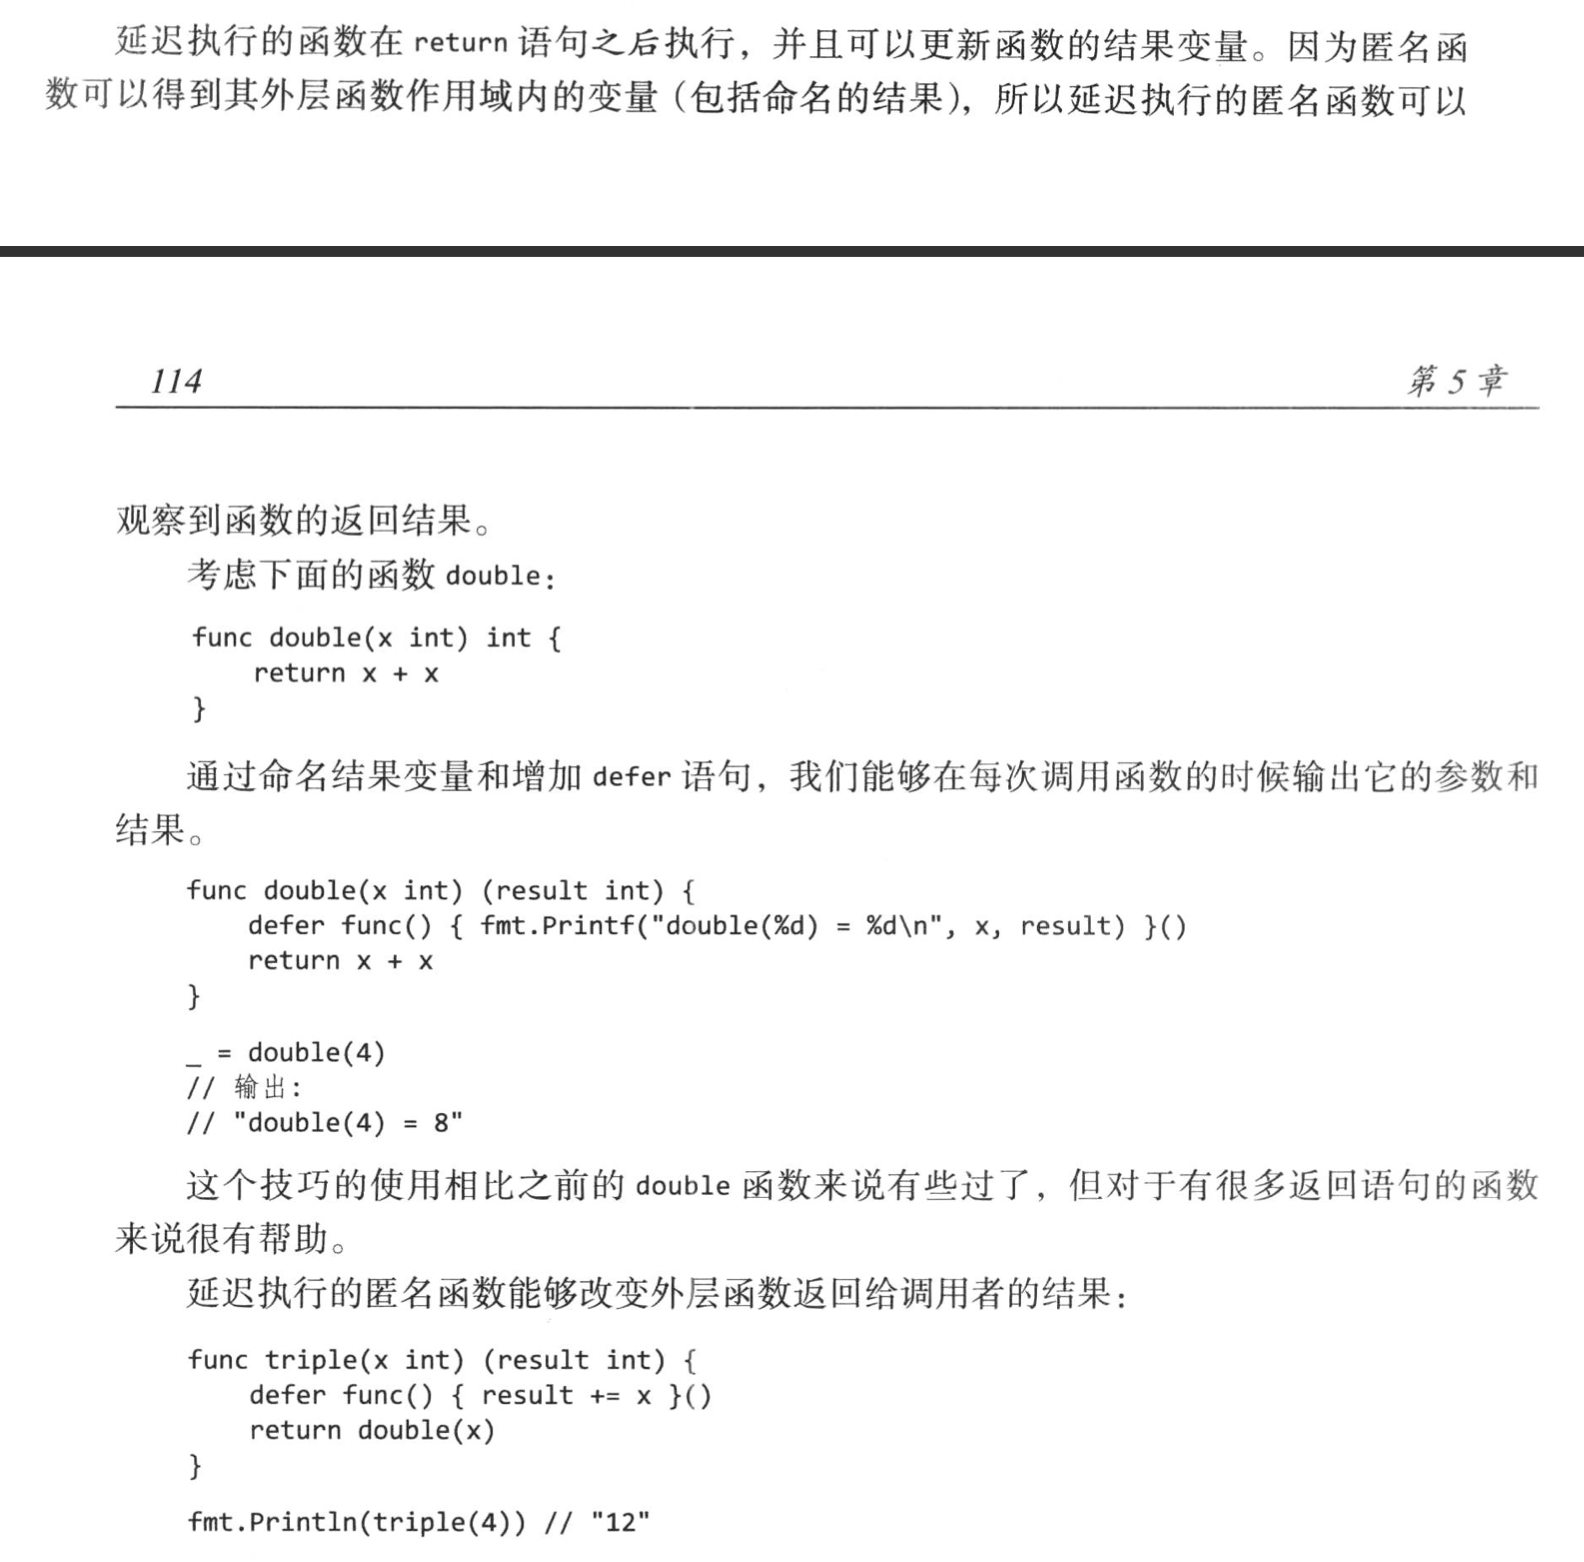 延迟执行的函数在 return 语句之后执行，并且可以更新函数的结果变量。因为匿名函
数可以得到其外层函数作用域内的变量（包括命名的结果），所以延迟执行的匿名函数可以
114 第 5 章
观察到函数的返回结果。
考虑下面的函数 double：
func double(x int) int {
    return x + x
}
通过命名结果变量和增加 defer 语句，我们能够在每次调用函数的时候输出它的参数和
结果。
func double(x int) (result int) {
    defer func() { fmt.Printf("double(%d) = %d\n", x, result) }()
    return x + x
}
_ = double(4)
// 输出：
// "double(4) = 8"
这个技巧的使用相比之前的 double 函数来说有些过了，但对于有很多返回语句的函数
来说很有帮助。
延迟执行的匿名函数能够改变外层函数返回给调用者的结果：
func triple(x int) (result int) {
    defer func() { result += x }()
    return double(x)
}
fmt.Println(triple(4)) // "12"